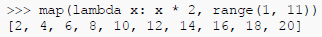 >>> map(lambda x: x * 2, range(1, 11))
[2, 4, 6, 8, 10, 12, 14, 16, 18, 20]